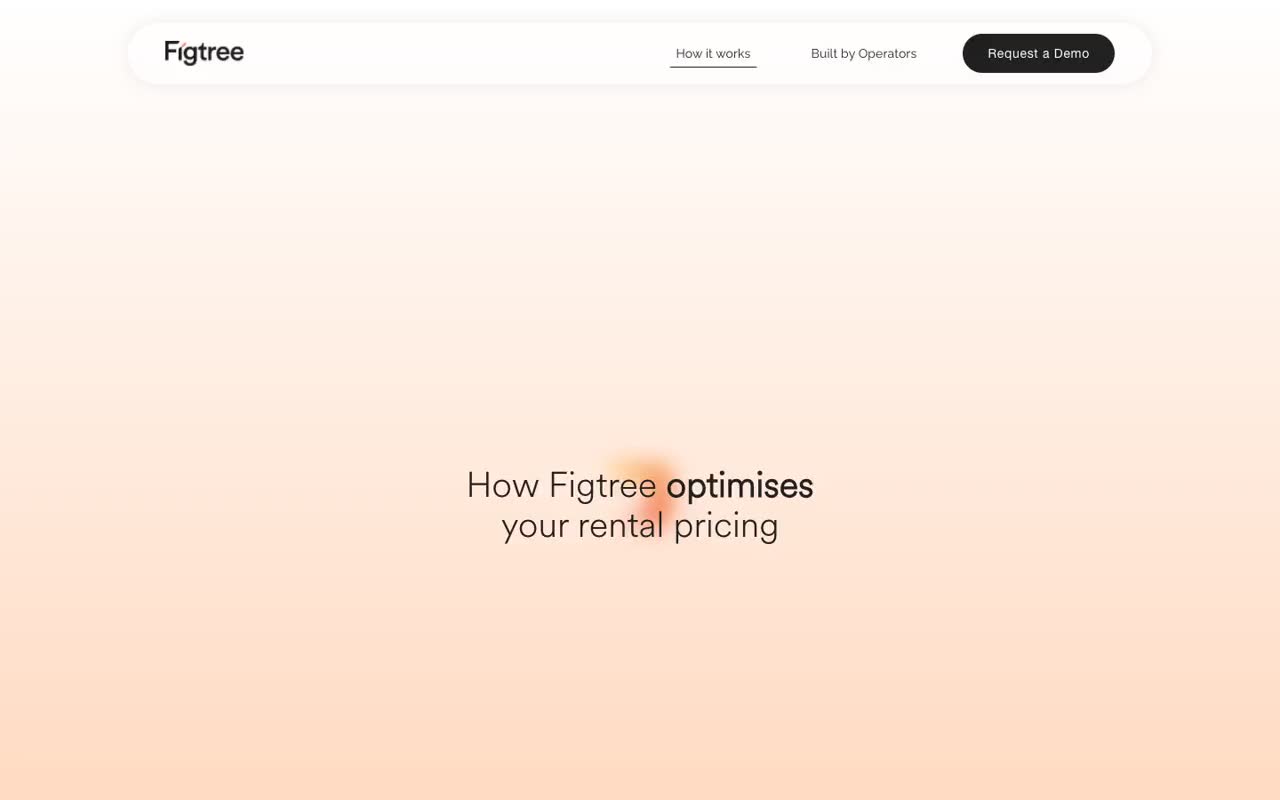 Figtree
How it works
Built by Operators
Request a Demo
How Figtree optimises
your rental pricing